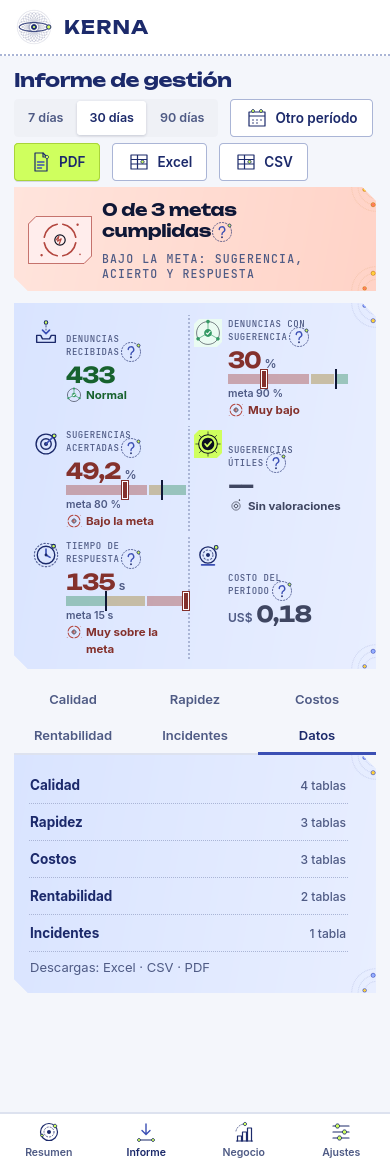 KERNA
Informe de gestión
7 días 30 días 90 días Otro período
PDF Excel CSV
0 de 3 metas
cumplidas ?
BAJO LA META: SUGERENCIA,
ACIERTO Y RESPUESTA
DENUNCIAS
RECIBIDAS ?
433
Normal
DENUNCIAS CON
SUGERENCIA ?
30 %
meta 90 %
Muy bajo
SUGERENCIAS
ACERTADAS ?
49,2 %
meta 80 %
Bajo la meta
SUGERENCIAS
ÚTILES ?
—
Sin valoraciones
TIEMPO DE
RESPUESTA ?
135 s
meta 15 s
Muy sobre la
meta
COSTO DEL
PERÍODO ?
US$ 0,18
Calidad Rapidez Costos
Rentabilidad Incidentes Datos
Calidad 4 tablas
Rapidez 3 tablas
Costos 3 tablas
Rentabilidad 2 tablas
Incidentes 1 tabla
Descargas: Excel · CSV · PDF
Resumen Informe Negocio Ajustes